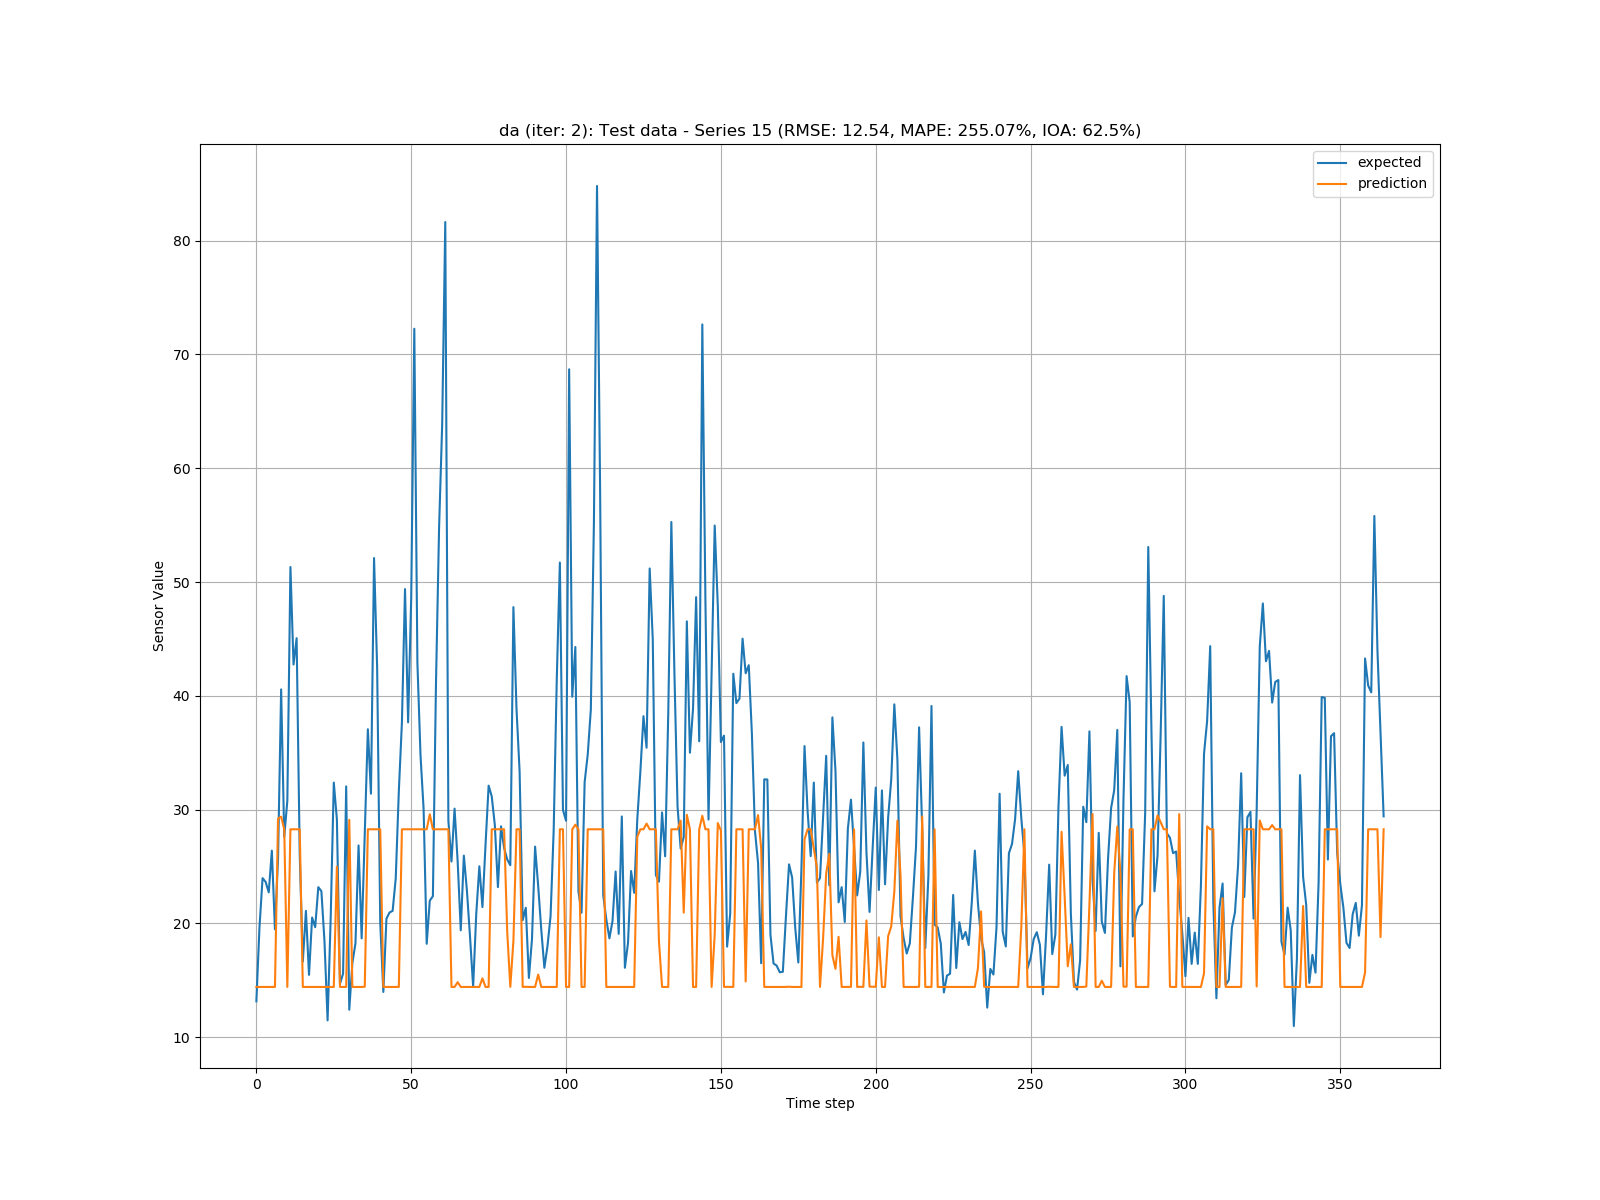 da (iter: 2): Test data - Series 15 (RMSE: 12.54, MAPE: 255.07%, IOA: 62.5%)
expected
prediction
80
70
60
50
40
30
20
10
Sensor Value
0 50 100 150 200 250 300 350
Time step